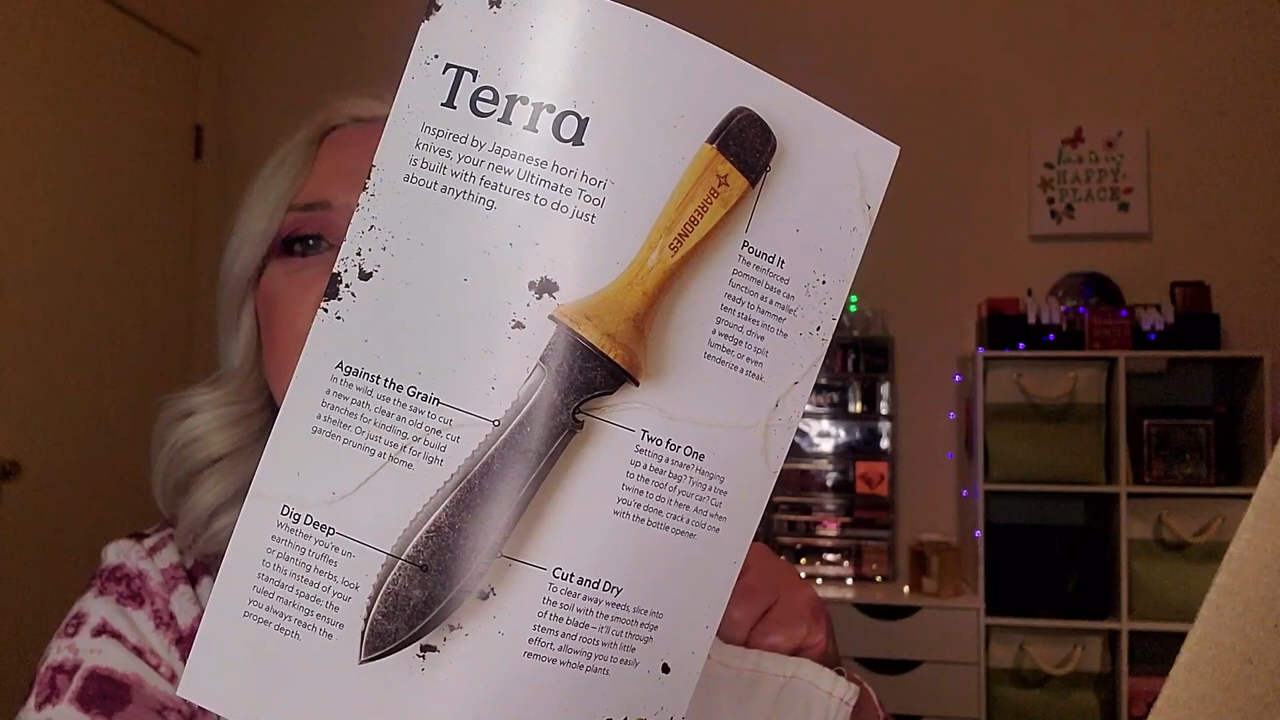 Terra
Inspired by Japanese hori hori
knives, your new Ultimate Tool
is built with features to do just
about anything.
BAREBONES
Pound It
The reinforced
pommel base can
function as a mallet,
ready to hammer
tent stakes into the
ground, drive
a wedge to split
lumber, or even
tenderize a steak.
Against the Grain
In the wild, use the saw to cut
a new path, clear an old one, cut
branches for kindling, or build
a shelter. Or just use it for light
garden pruning at home.
Two for One
Setting a snare? Hanging
up a bear bag? Tying a tree
to the roof of your car? Cut
twine to do it here. And when
you're done, crack a cold one
with the bottle opener.
Dig Deep
Whether you're un-
earthing truffles
or planting herbs, look
to this instead of your
standard spade; the
ruled markings ensure
you always reach the
proper depth.
Cut and Dry
To clear away weeds, slice into
the soil with the smooth edge
of the blade—it'll cut through
stems and roots with little
effort, allowing you to easily
remove whole plants.
HAPPY
PLACE